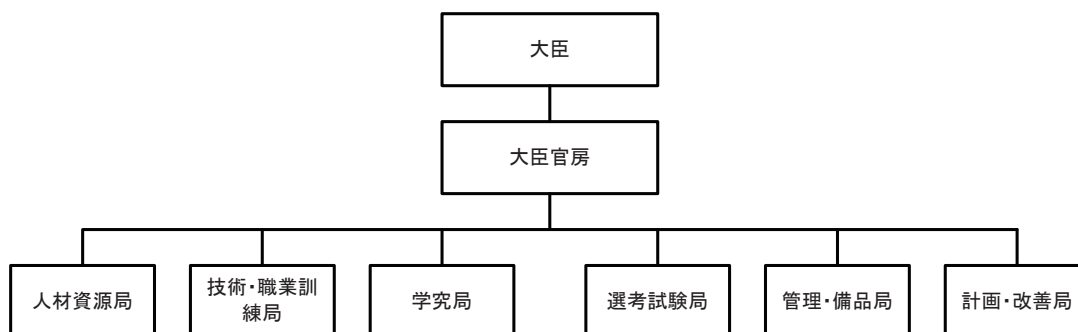 大臣
大臣官房
人材資源局
技術・職業訓
練局
学究局
選考試験局
管理・備品局
計画・改善局